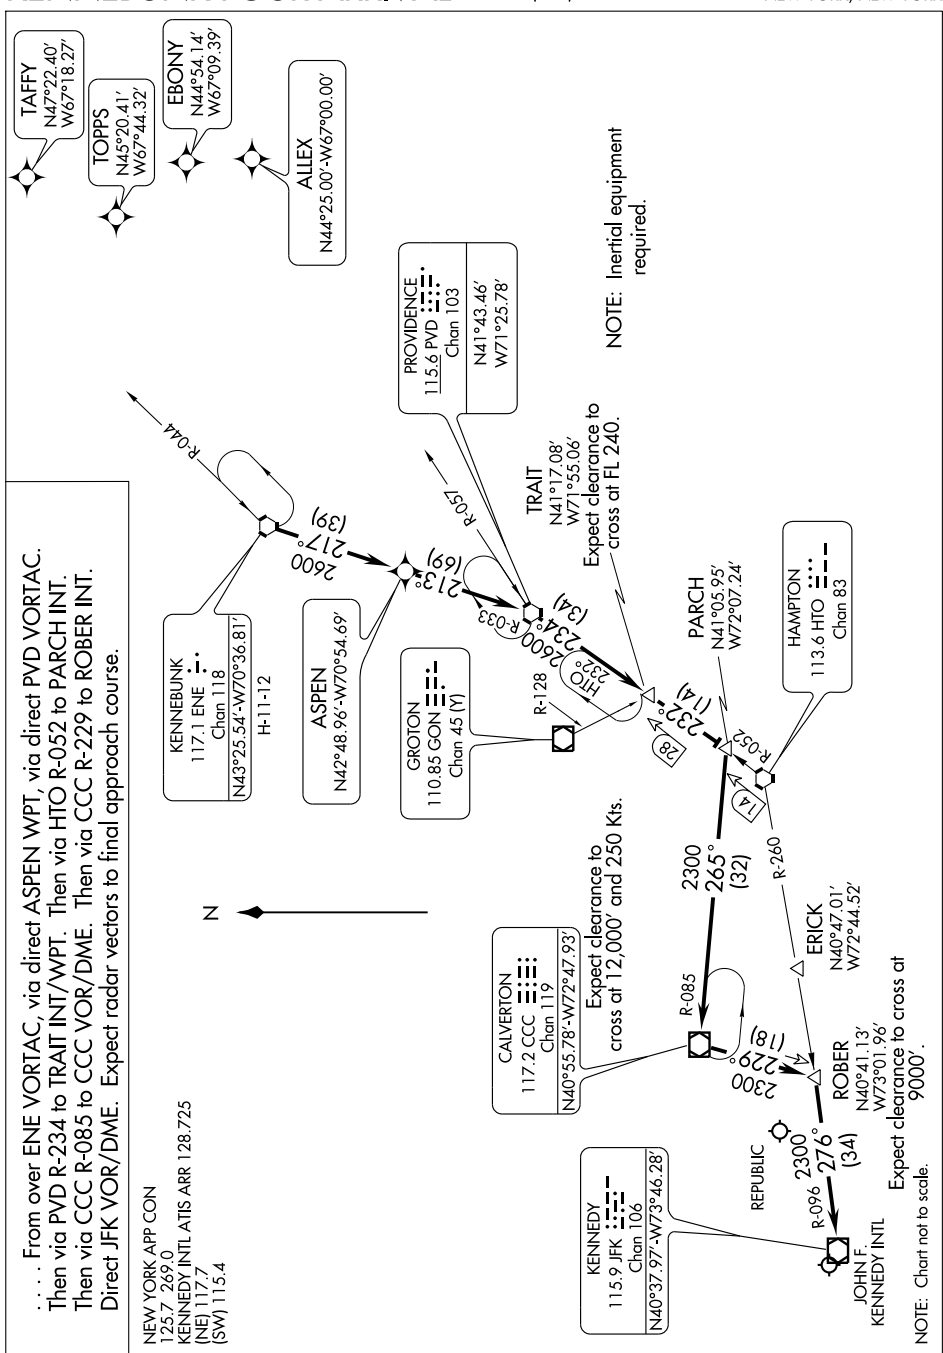 . . . . From over ENE VORTAC, via direct ASPEN WPT, via direct PVD VORTAC.
Then via PVD R-234 to TRAIT INT/WPT. Then via HTO R-052 to PARCH INT.
Then via CCC R-085 to CCC VOR/DME. Then via CCC R-229 to ROBER INT.
Direct JFK VOR/DME. Expect radar vectors to final approach course.
NEW YORK APP CON
125.7 269.0
KENNEDY INTL ATIS ARR 128.725
(NE) 117.7
(SW) 115.4
TAFFY
N47°22.40′
W67°18.27′
TOPPS
N45°20.41′
W67°44.32′
EBONY
N44°54.14′
W67°09.39′
ALLEX
N44°25.00′-W67°00.00′
R-044
KENNEBUNK
117.1 ENE
Chan 118
N43°25.54′-W70°36.81′
H-11-12
2600
217°
(39)
ASPEN
N42°48.96′-W70°54.69′
213°
(69)
R-033
R-057
PROVIDENCE
115.6 PVD
Chan 103
N41°43.46′
W71°25.78′
NOTE: Inertial equipment
required.
2600
234°
(34)
HTO
232°
GROTON
110.85 GON
Chan 45 (Y)
R-128
TRAIT
N41°17.08′
W71°55.06′
Expect clearance to
cross at FL 240.
28
232°
(14)
PARCH
N41°05.95′
W72°07.24′
R-052
14
HAMPTON
113.6 HTO
Chan 83
R-260
2300
265°
(32)
R-085
N
CALVERTON
117.2 CCC
Chan 119
N40°55.78′-W72°47.93′
Expect clearance to
cross at 12,000′ and 250 Kts.
2300
229°
(18)
ERICK
N40°47.01′
W72°44.52′
ROBER
N40°41.13′
W73°01.96′
Expect clearance to cross at
9000′.
REPUBLIC
2300
276°
(34)
R-096
KENNEDY
115.9 JFK
Chan 106
N40°37.97′-W73°46.28′
JOHN F.
KENNEDY INTL
NOTE: Chart not to scale.